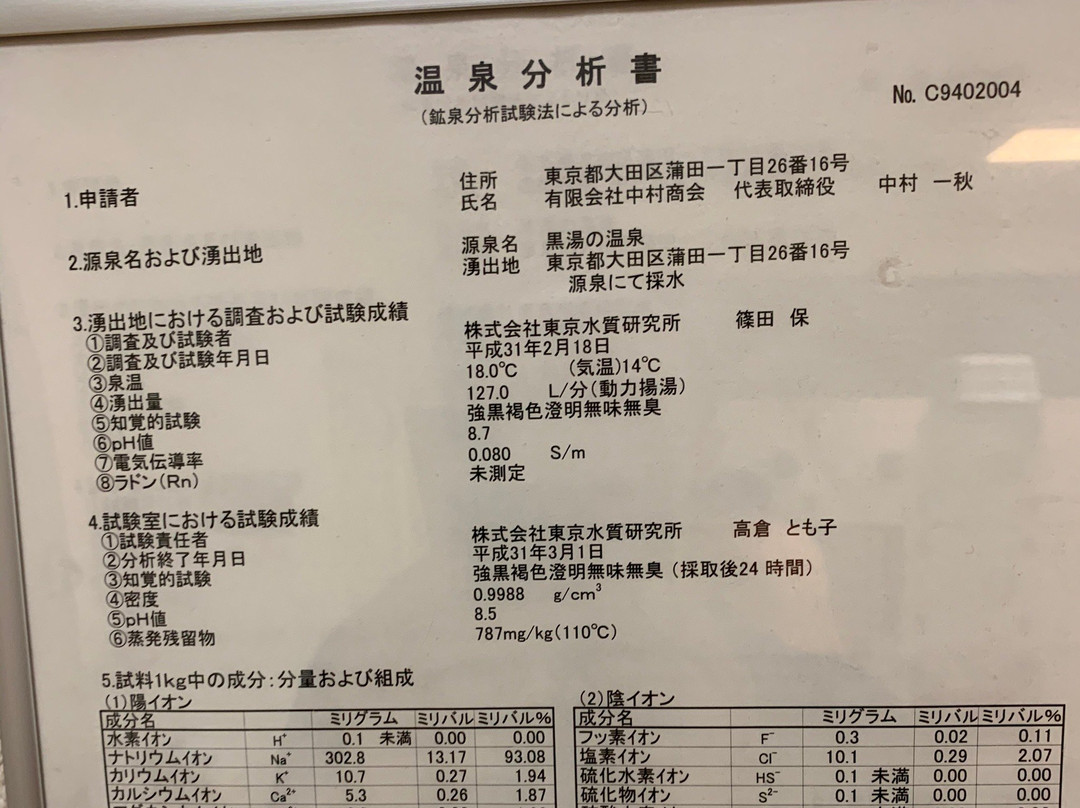 温泉分析書
(鉱泉分析試験法による分析)
No. C9402004
1.申請者
住所 東京都大田区蒲田一丁目26番16号
氏名 有限会社中村商会 代表取締役 中村 一秋
2.源泉名および湧出地
源泉名 黒湯の温泉
湧出地 東京都大田区蒲田一丁目26番16号
源泉にて採水
3.湧出地における調査および試験成績
①調査及び試験者 株式会社東京水質研究所 篠田 保
②調査及び試験年月日 平成31年2月18日
③泉温 18.0℃ (気温)14℃
④湧出量 127.0 L/分(動力揚湯)
⑤知覚的試験 強黒褐色澄明無味無臭
⑥pH値 8.7
⑦電気伝導率 0.080 S/m
⑧ラドン(Rn) 未測定
4.試験室における試験成績
①試験責任者 株式会社東京水質研究所 高倉 とも子
②分析終了年月日 平成31年3月1日
③知覚的試験 強黒褐色澄明無味無臭(採取後24時間)
④密度 0.9988 g/cm³
⑤pH値 8.5
⑥蒸発残留物 787mg/kg(110℃)
5.試料1kg中の成分:分量および組成
(1)陽イオン
成分名 ミリグラム ミリバル ミリバル%
水素イオン H⁺ 0.1 未満 0.00 0.00
ナトリウムイオン Na⁺ 302.8 13.17 93.08
カリウムイオン K⁺ 10.7 0.27 1.94
カルシウムイオン Ca²⁺ 5.3 0.26 1.87
(2)陰イオン
成分名 ミリグラム ミリバル ミリバル%
フッ素イオン F⁻ 0.3 0.02 0.11
塩素イオン Cl⁻ 10.1 0.29 2.07
硫化水素イオン HS⁻ 0.1 未満 0.00 0.00
硫化物イオン S²⁻ 0.1 未満 0.00 0.00